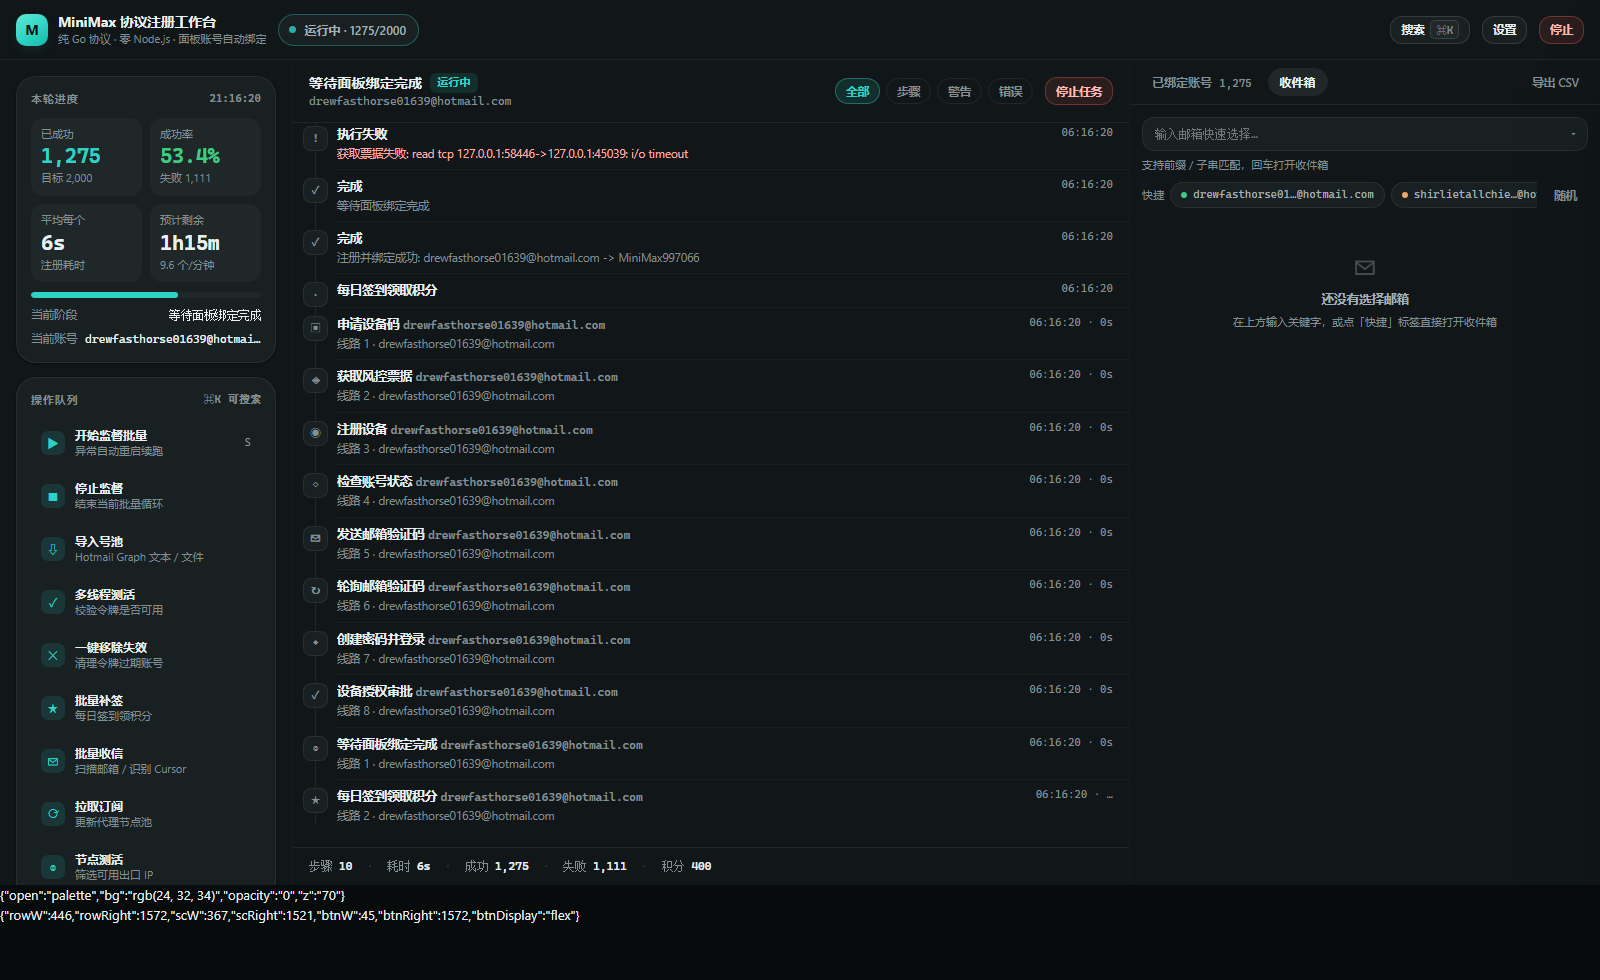 M
MiniMax 协议注册工作台
纯 Go 协议 · 零 Node.js · 面板账号自动绑定
运行中 · 1275/2000
搜索 ⌘K
设置
停止
本轮进度 21:16:20
已成功
1,275
目标 2,000
成功率
53.4%
失败 1,111
平均每个
6s
注册耗时
预计剩余
1h15m
9.6 个/分钟
当前阶段 等待面板绑定完成
当前账号 drewfasthorse01639@hotmai…
操作队列 ⌘K 可搜索
开始监督批量 S
异常自动重启续跑
停止监督
结束当前批量循环
导入号池
Hotmail Graph 文本 / 文件
多线程测活
校验令牌是否可用
一键移除失效
清理令牌过期账号
批量补签
每日签到领积分
批量收信
扫描邮箱 / 识别 Cursor
拉取订阅
更新代理节点池
节点测活
筛选可用出口 IP
等待面板绑定完成 运行中
drewfasthorse01639@hotmail.com
全部 步骤 警告 错误 停止任务
执行失败 06:16:20
获取票据失败: read tcp 127.0.0.1:58446->127.0.0.1:45039: i/o timeout
完成 06:16:20
等待面板绑定完成
完成 06:16:20
注册并绑定成功: drewfasthorse01639@hotmail.com -> MiniMax997066
每日签到领取积分 06:16:20
申请设备码 drewfasthorse01639@hotmail.com 06:16:20 · 0s
线路 1 · drewfasthorse01639@hotmail.com
获取风控票据 drewfasthorse01639@hotmail.com 06:16:20 · 0s
线路 2 · drewfasthorse01639@hotmail.com
注册设备 drewfasthorse01639@hotmail.com 06:16:20 · 0s
线路 3 · drewfasthorse01639@hotmail.com
检查账号状态 drewfasthorse01639@hotmail.com 06:16:20 · 0s
线路 4 · drewfasthorse01639@hotmail.com
发送邮箱验证码 drewfasthorse01639@hotmail.com 06:16:20 · 0s
线路 5 · drewfasthorse01639@hotmail.com
轮询邮箱验证码 drewfasthorse01639@hotmail.com 06:16:20 · 0s
线路 6 · drewfasthorse01639@hotmail.com
创建密码并登录 drewfasthorse01639@hotmail.com 06:16:20 · 0s
线路 7 · drewfasthorse01639@hotmail.com
设备授权审批 drewfasthorse01639@hotmail.com 06:16:20 · 0s
线路 8 · drewfasthorse01639@hotmail.com
等待面板绑定完成 drewfasthorse01639@hotmail.com 06:16:20 · 0s
线路 1 · drewfasthorse01639@hotmail.com
每日签到领取积分 drewfasthorse01639@hotmail.com 06:16:20 · …
线路 2 · drewfasthorse01639@hotmail.com
步骤 10 · 耗时 6s · 成功 1,275 · 失败 1,111 · 积分 400
已绑定账号 1,275 收件箱 导出 CSV
输入邮箱快速选择…
支持前缀 / 子串匹配，回车打开收件箱
快捷 drewfasthorse01…@hotmail.com shirlietallchie…@ho 随机
还没有选择邮箱
在上方输入关键字，或点「快捷」标签直接打开收件箱
{"open":"palette","bg":"rgb(24, 32, 34)","opacity":"0","z":"70"}
{"rowW":446,"rowRight":1572,"scW":367,"scRight":1521,"btnW":45,"btnRight":1572,"btnDisplay":"flex"}